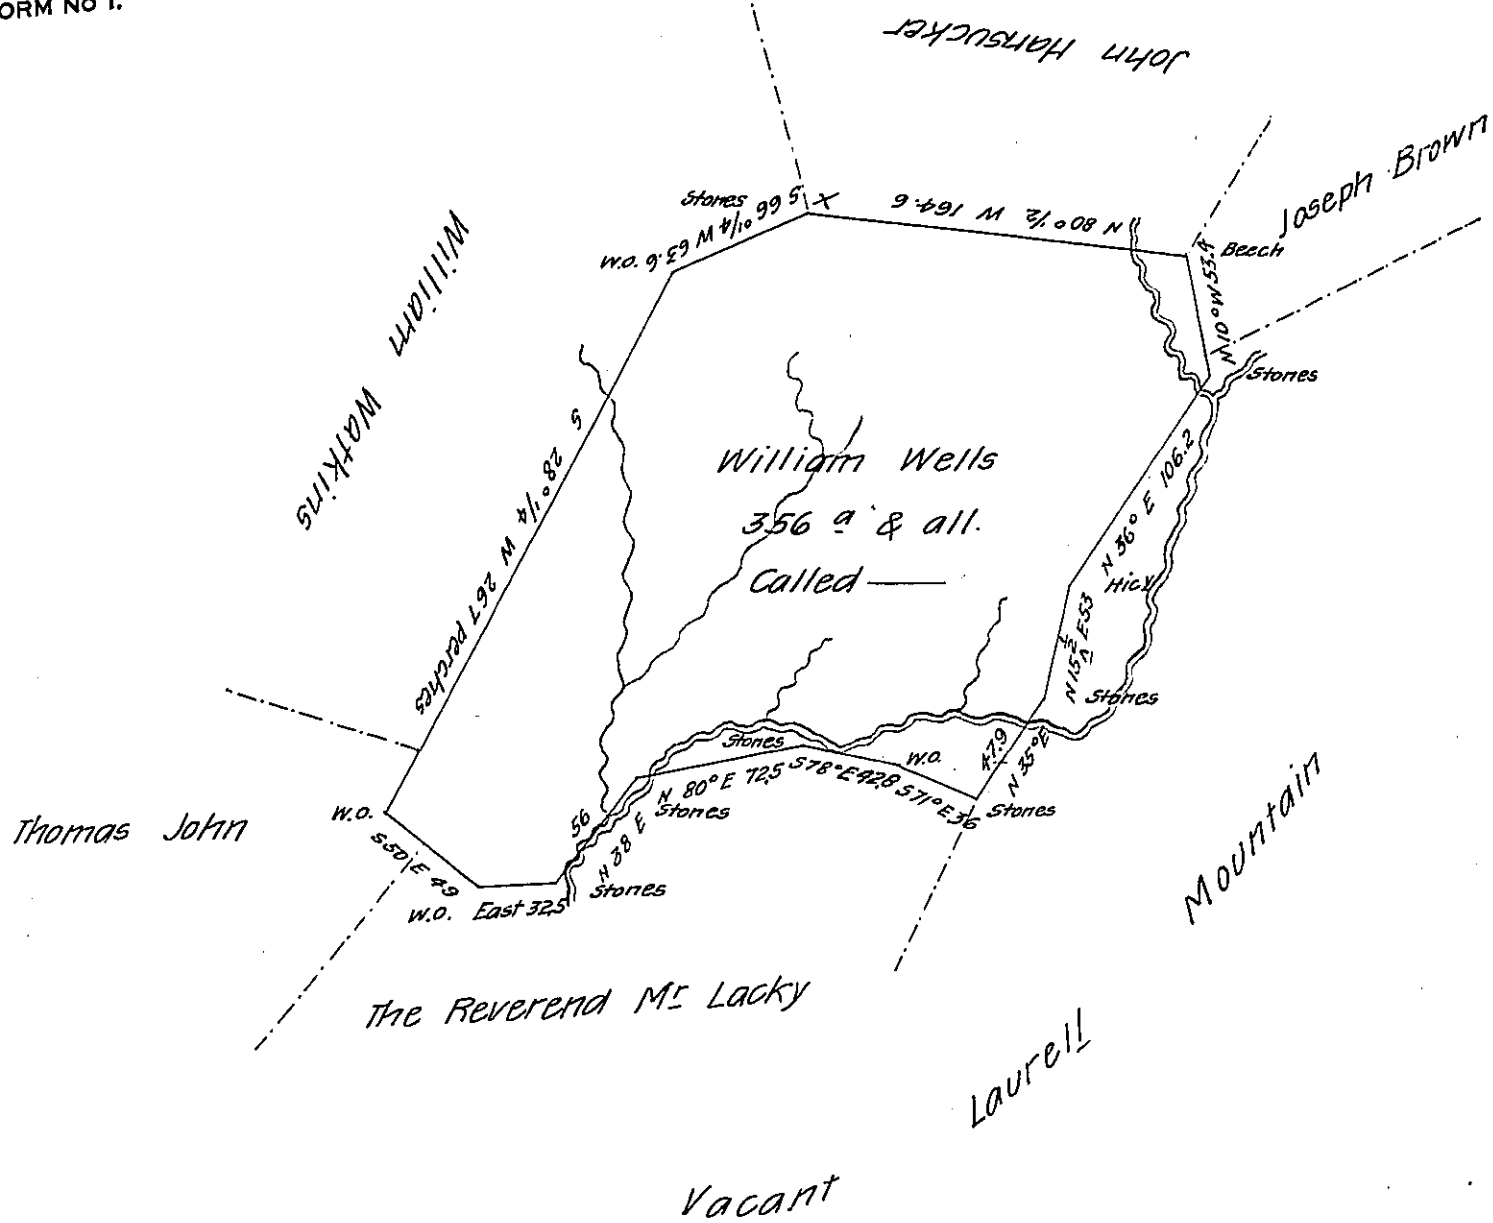 ORM No 1.
John Hansucker
Joseph Brown
Stones
S 66°1/4 W 63.6
W.O.
X
N 80°1/2 W 164.6
Beech
N 10° W 53.4
Stones
William Watkins
S 28°1/4 W 267 perches
William Wells
356 a & all.
Called ——
N 36° E 106.2
Hicky
N 15 1/2 E 53
Stones
47.9
N 35° E
Stones
W.O.
S 71° E 36
S 78° E 42.8
Stones
N 80° E 72.5
Stones
56
N 38 E
Stones
East 32.5
W.O.
S 50 E 49
W.O.
Thomas John
The Reverend Mr Lacky
Laurell Mountain
Vacant